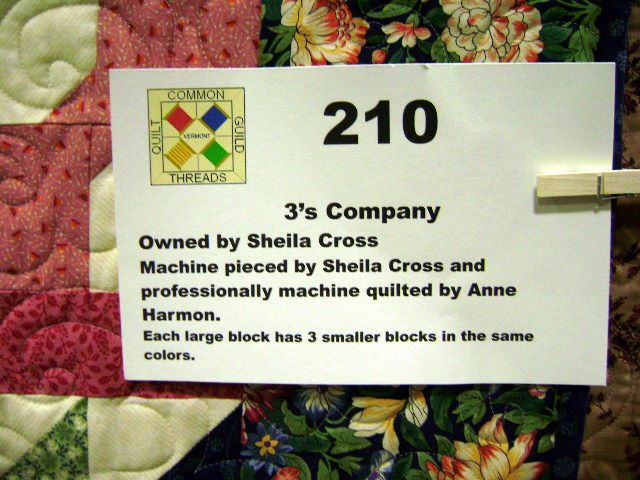 COMMON
QUILT
VERMONT
GUILD
THREADS
210
3's Company
Owned by Sheila Cross
Machine pieced by Sheila Cross and
professionally machine quilted by Anne
Harmon.
Each large block has 3 smaller blocks in the same
colors.